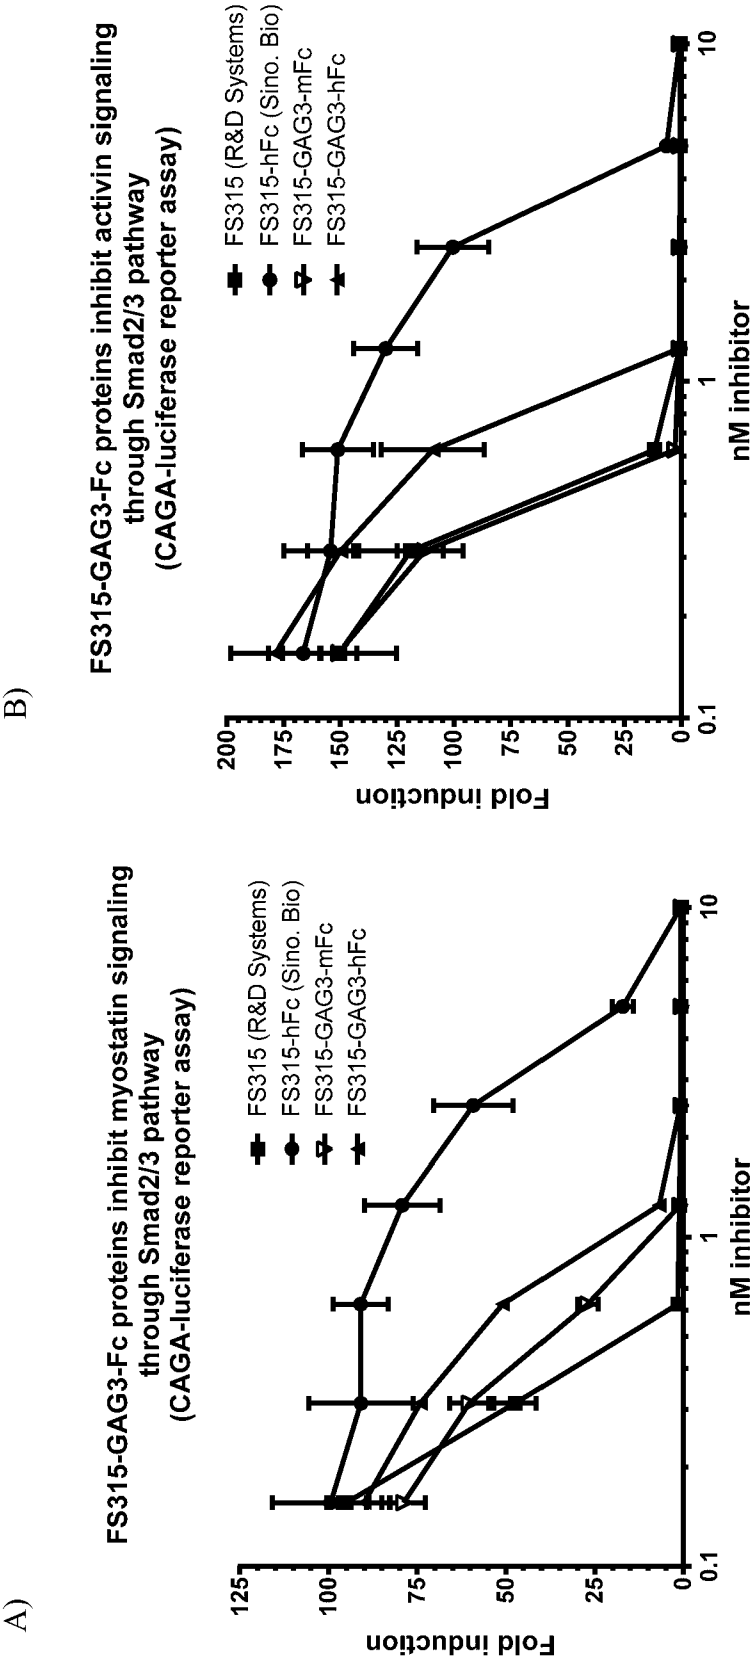 A)
FS315-GAG3-Fc proteins inhibit myostatin signaling
through Smad2/3 pathway
(CAGA-luciferase reporter assay)
FS315 (R&D Systems)
FS315-hFc (Sino. Bio)
FS315-GAG3-mFc
FS315-GAG3-hFc
Fold induction
125
100
75
50
25
0
0.1
1
10
nM inhibitor
B)
FS315-GAG3-Fc proteins inhibit activin signaling
through Smad2/3 pathway
(CAGA-luciferase reporter assay)
FS315 (R&D Systems)
FS315-hFc (Sino. Bio)
FS315-GAG3-mFc
FS315-GAG3-hFc
Fold induction
200
175
150
125
100
75
50
25
0
0.1
1
10
nM inhibitor